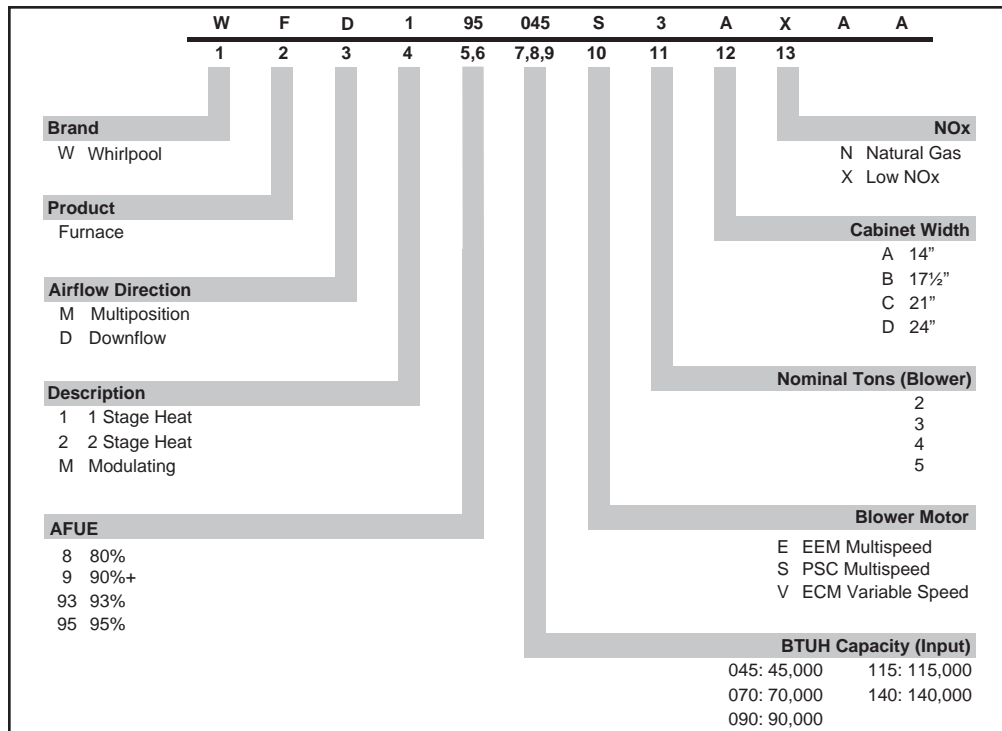 W F D 1 95 045 S 3 A X A A
1 2 3 4 5,6 7,8,9 10 11 12 13
Brand
W Whirlpool
Product
Furnace
Airflow Direction
M Multiposition
D Downflow
Description
1 1 Stage Heat
2 2 Stage Heat
M Modulating
AFUE
8 80%
9 90%+
93 93%
95 95%
NOx
N Natural Gas
X Low NOx
Cabinet Width
A 14”
B 17½”
C 21”
D 24”
Nominal Tons (Blower)
2
3
4
5
Blower Motor
E EEM Multispeed
S PSC Multispeed
V ECM Variable Speed
BTUH Capacity (Input)
045: 45,000 115: 115,000
070: 70,000 140: 140,000
090: 90,000